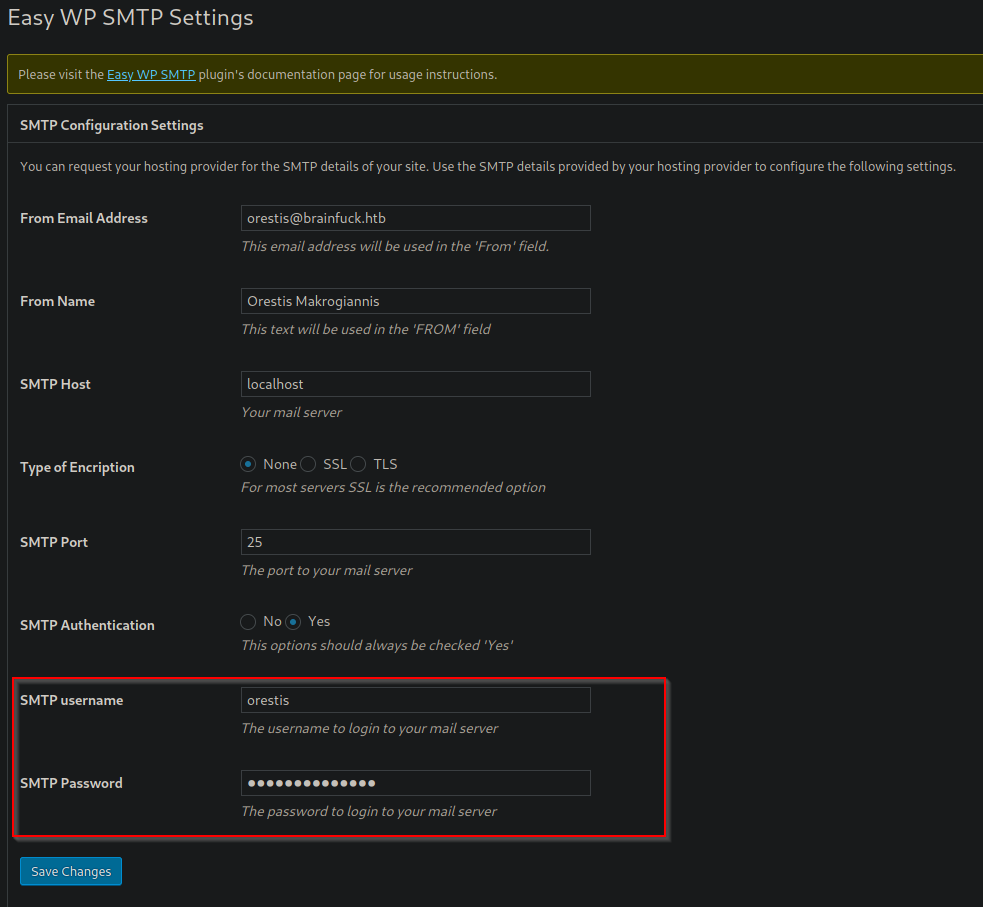 Easy WP SMTP Settings
Please visit the Easy WP SMTP plugin's documentation page for usage instructions.
SMTP Configuration Settings
You can request your hosting provider for the SMTP details of your site. Use the SMTP details provided by your hosting provider to configure the following settings.
From Email Address
orestis@brainfuck.htb
This email address will be used in the 'From' field.
From Name
Orestis Makrogiannis
This text will be used in the 'FROM' field
SMTP Host
localhost
Your mail server
Type of Encription
None SSL TLS
For most servers SSL is the recommended option
SMTP Port
25
The port to your mail server
SMTP Authentication
No Yes
This options should always be checked 'Yes'
SMTP username
orestis
The username to login to your mail server
SMTP Password
●●●●●●●●●●●●●●
The password to login to your mail server
Save Changes